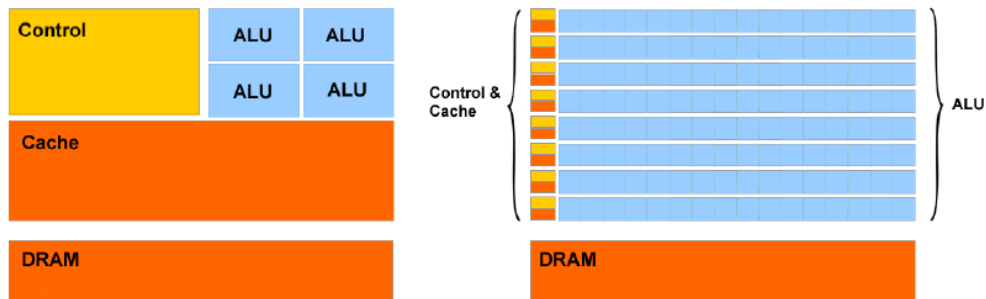 Control
ALU
ALU
ALU
ALU
Cache
DRAM
Control &
Cache
ALU
DRAM